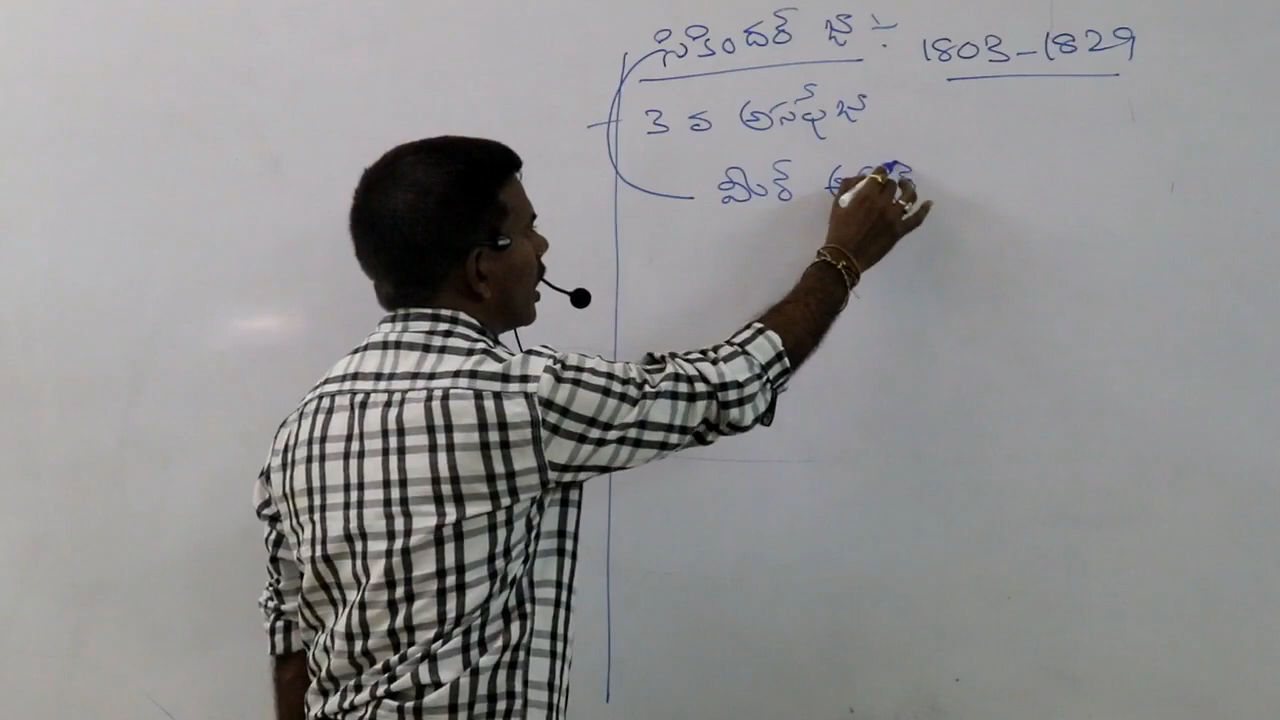 సికిందర్ జా :- 1803-1829
3 వ అసఫ్ జా
మీర్